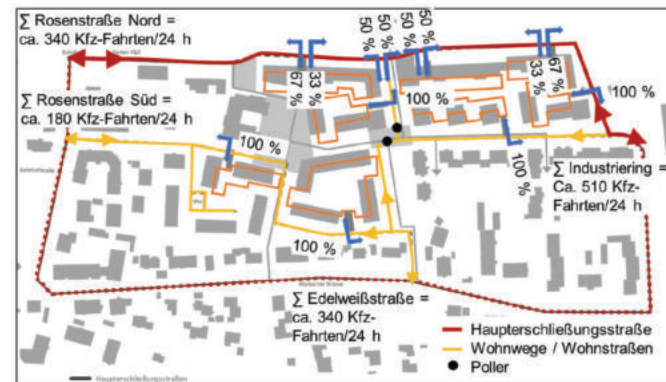 ∑ Rosenstraße Nord =
ca. 340 Kfz-Fahrten/24 h
∑ Rosenstraße Süd =
ca. 180 Kfz-Fahrten/24 h
67 %
33 %
50 %
50 %
50 %
50 %
33 %
67 %
100 %
100 %
100 %
100 %
100 %
∑ Industriering =
Ca. 510 Kfz-
Fahrten/24 h
∑ Edelweißstraße =
ca. 340 Kfz-
Fahrten/24 h
Haupterschließungsstraße
Wohnwege / Wohnstraßen
Poller
Haupterschließungsstraßen